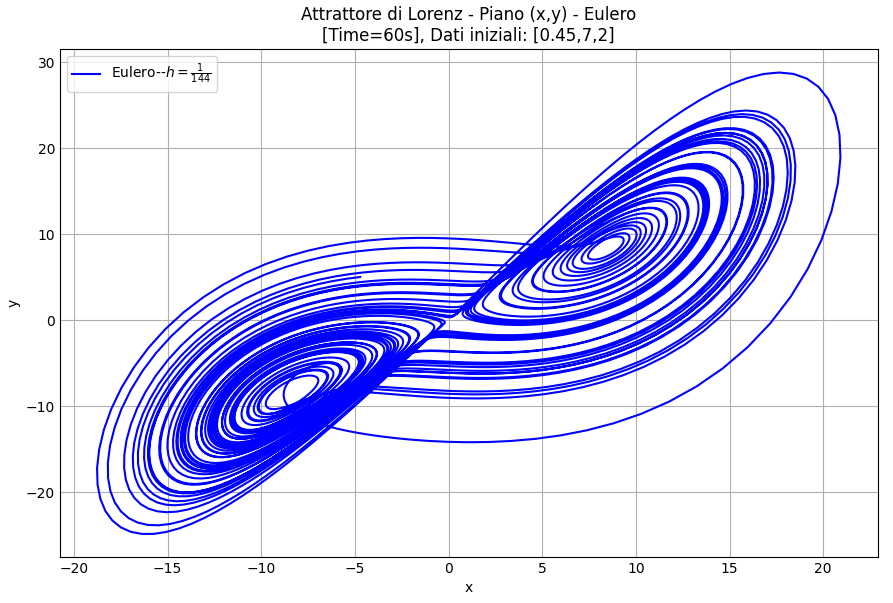 Attrattore di Lorenz - Piano (x,y) - Eulero
[Time=60s], Dati iniziali: [0.45,7,2]
Eulero--h = 1/144
30
20
10
0
−10
−20
y
−20 −15 −10 −5 0 5 10 15 20
x